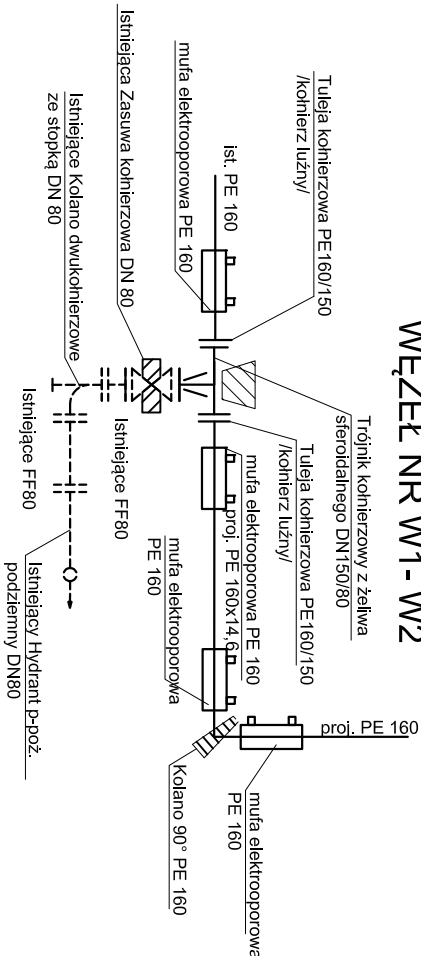 WĘZEŁ NR W1- W2
Tuleja kołnierzowa PE160/150
/kołnierz luźny/
ist. PE 160
mufa elektrooporowa PE 160
Istniejąca Zasuwa kołnierzowa DN 80
Istniejące Kolano dwukołnierzowe
ze stopką DN 80
Trójnik kołnierzowy z żeliwa
sferoidalnego DN150/80
Tuleja kołnierzowa PE160/150
/kołnierz luźny/
mufa elektrooporowa PE 160
proj. PE 160x14,6
Istniejące FF80
Istniejące FF80
mufa elektrooporowa
PE 160
Istniejący Hydrant p-poż.
podziemny DN80
proj. PE 160
mufa elektrooporowa
PE 160
Kolano 90° PE 160